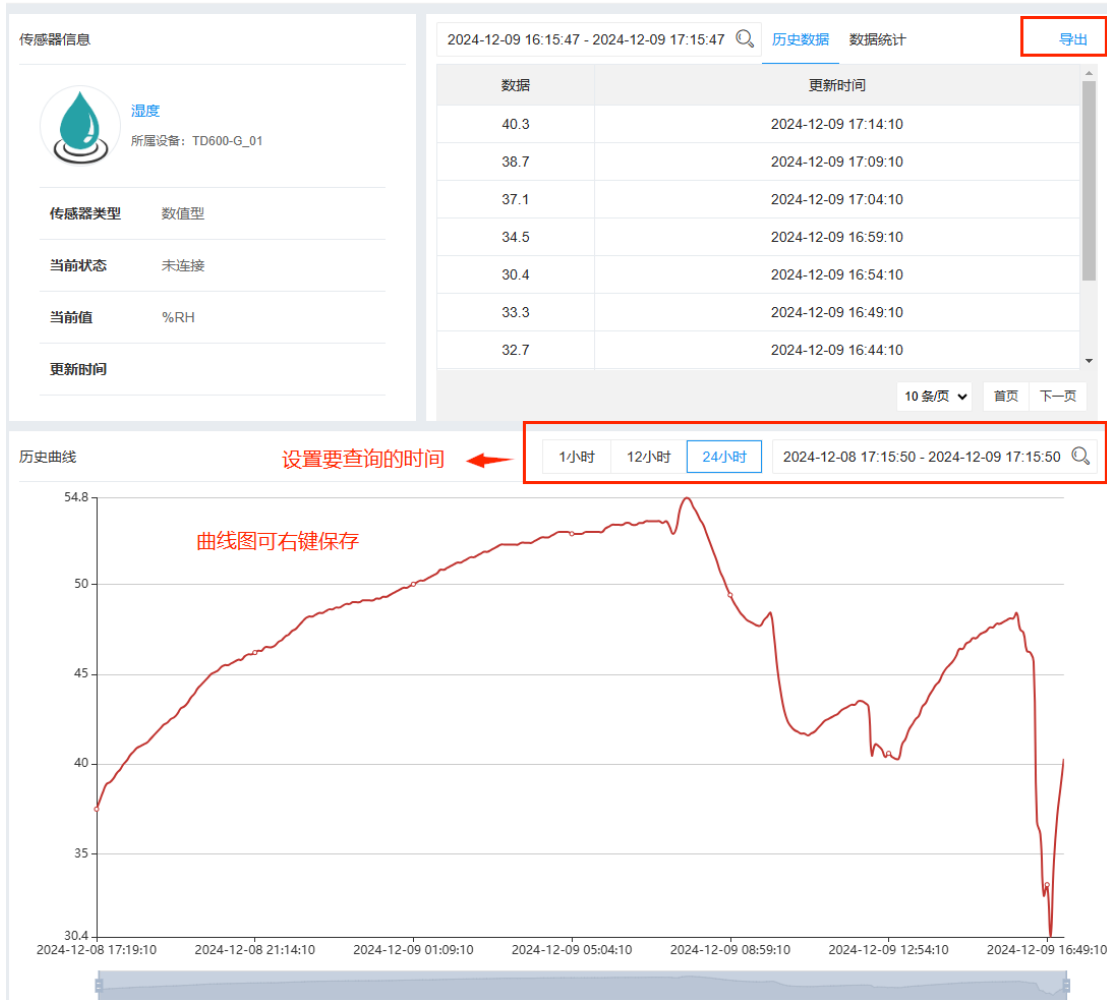 传感器信息
湿度
所属设备：TD600-G_01
传感器类型 数值型
当前状态 未连接
当前值 %RH
更新时间
2024-12-09 16:15:47 - 2024-12-09 17:15:47 历史数据 数据统计 导出
数据 更新时间
40.3 2024-12-09 17:14:10
38.7 2024-12-09 17:09:10
37.1 2024-12-09 17:04:10
34.5 2024-12-09 16:59:10
30.4 2024-12-09 16:54:10
33.3 2024-12-09 16:49:10
32.7 2024-12-09 16:44:10
10 条/页 首页 下一页
历史曲线 设置要查询的时间 1小时 12小时 24小时 2024-12-08 17:15:50 - 2024-12-09 17:15:50
曲线图可右键保存
54.8
50
45
40
35
30.4
2024-12-08 17:19:10 2024-12-08 21:14:10 2024-12-09 01:09:10 2024-12-09 05:04:10 2024-12-09 08:59:10 2024-12-09 12:54:10 2024-12-09 16:49:10